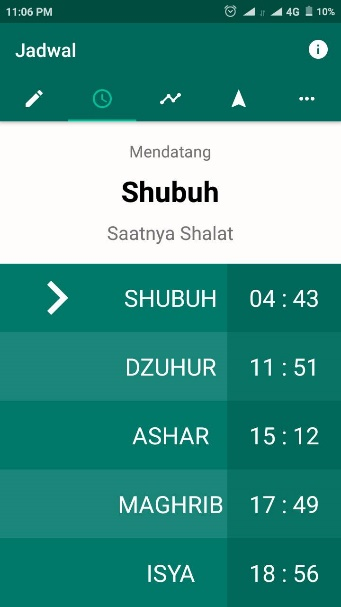 11:06 PM 4G 10%
Jadwal
Mendatang
Shubuh
Saatnya Shalat
SHUBUH 04 : 43
DZUHUR 11 : 51
ASHAR 15 : 12
MAGHRIB 17 : 49
ISYA 18 : 56